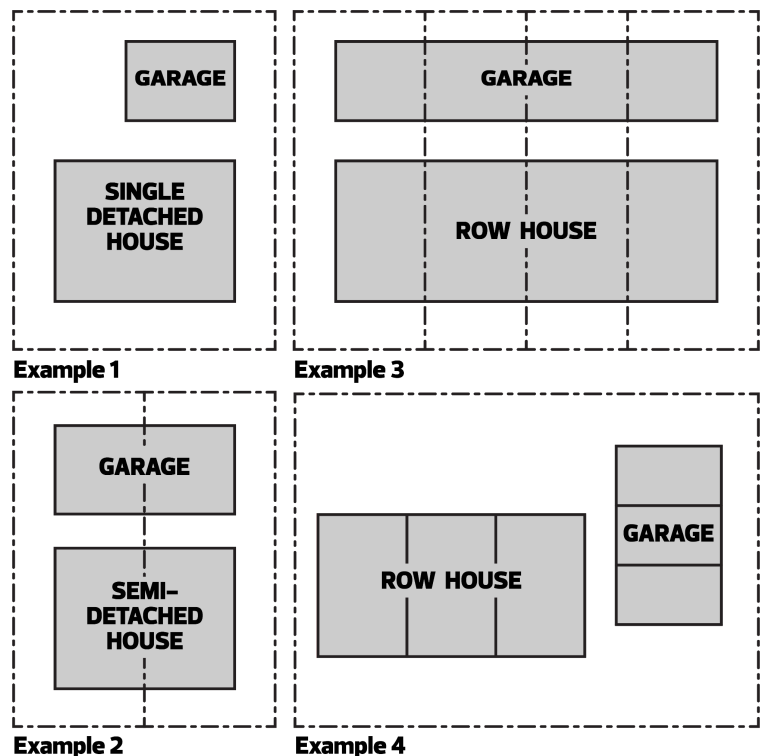 GARAGE
SINGLE
DETACHED
HOUSE
Example 1
GARAGE
ROW HOUSE
Example 3
GARAGE
SEMI–
DETACHED
HOUSE
Example 2
ROW HOUSE
GARAGE
Example 4